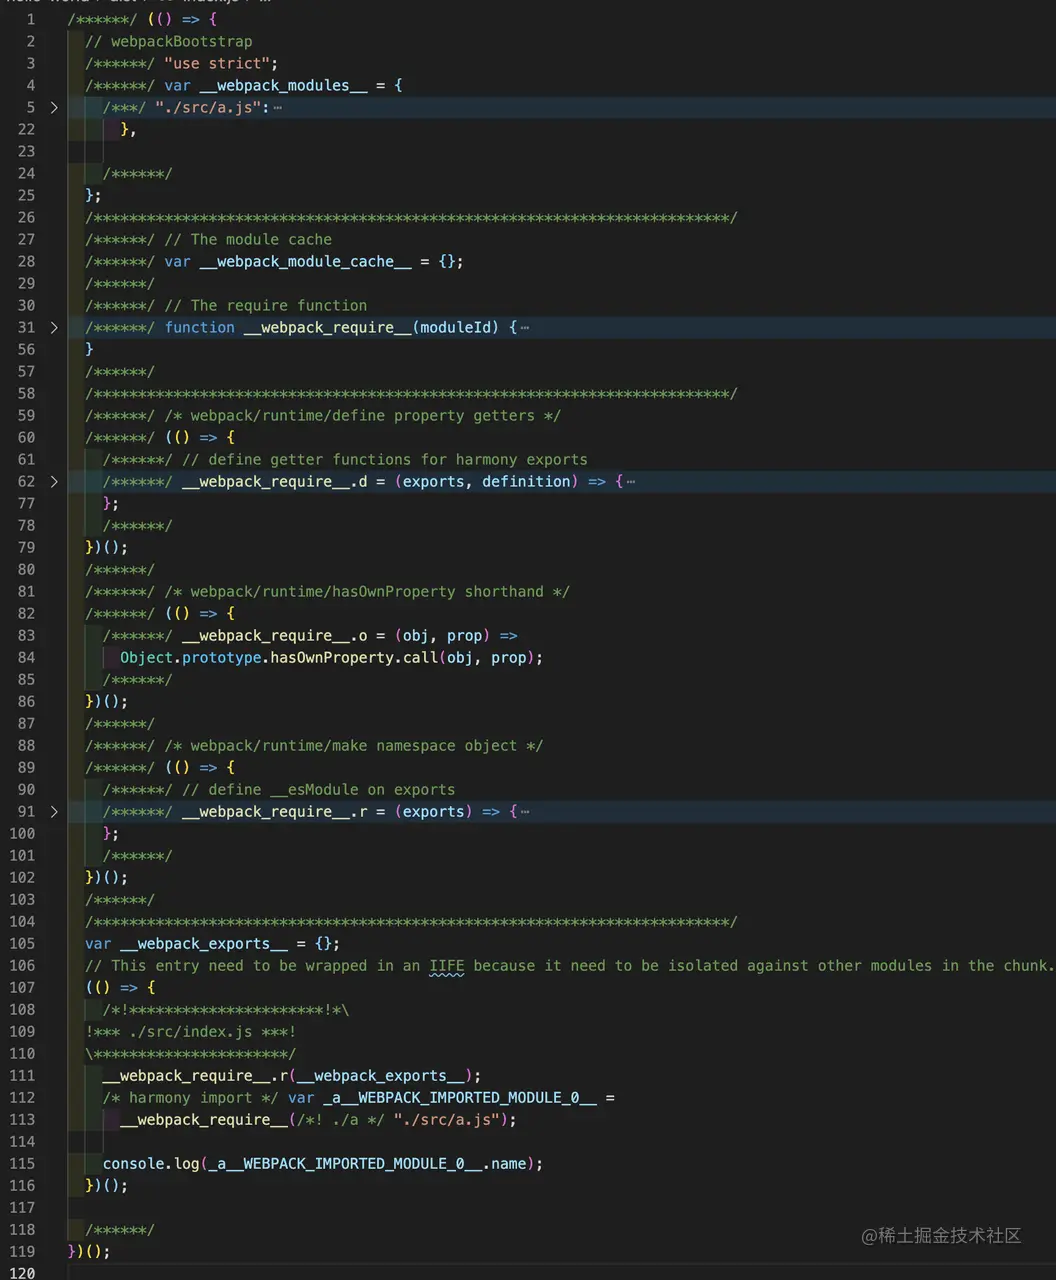 1 /******/ (() => {
2 // webpackBootstrap
3 /******/ "use strict";
4 /******/ var __webpack_modules__ = {
5 > /***/ "./src/a.js": ⋯
22 },
23
24 /******/
25 };
26 /************************************************************************/
27 /******/ // The module cache
28 /******/ var __webpack_module_cache__ = {};
29 /******/
30 /******/ // The require function
31 > /******/ function __webpack_require__(moduleId) { ⋯
56 }
57 /******/
58 /************************************************************************/
59 /******/ /* webpack/runtime/define property getters */
60 /******/ (() => {
61 /******/ // define getter functions for harmony exports
62 > /******/ __webpack_require__.d = (exports, definition) => { ⋯
77 };
78 /******/
79 })();
80 /******/
81 /******/ /* webpack/runtime/hasOwnProperty shorthand */
82 /******/ (() => {
83 /******/ __webpack_require__.o = (obj, prop) =>
84 Object.prototype.hasOwnProperty.call(obj, prop);
85 /******/
86 })();
87 /******/
88 /******/ /* webpack/runtime/make namespace object */
89 /******/ (() => {
90 /******/ // define __esModule on exports
91 > /******/ __webpack_require__.r = (exports) => { ⋯
100 };
101 /******/
102 })();
103 /******/
104 /************************************************************************/
105 var __webpack_exports__ = {};
106 // This entry need to be wrapped in an IIFE because it need to be isolated against other modules in the chunk.
107 (() => {
108 /*!**********************!*\
109 !*** ./src/index.js ***!
110 \**********************/
111 __webpack_require__.r(__webpack_exports__);
112 /* harmony import */ var _a__WEBPACK_IMPORTED_MODULE_0__ =
113 __webpack_require__(/*! ./a */ "./src/a.js");
114
115 console.log(_a__WEBPACK_IMPORTED_MODULE_0__.name);
116 })();
117
118 /******/
119 })();
120
@稀土掘金技术社区